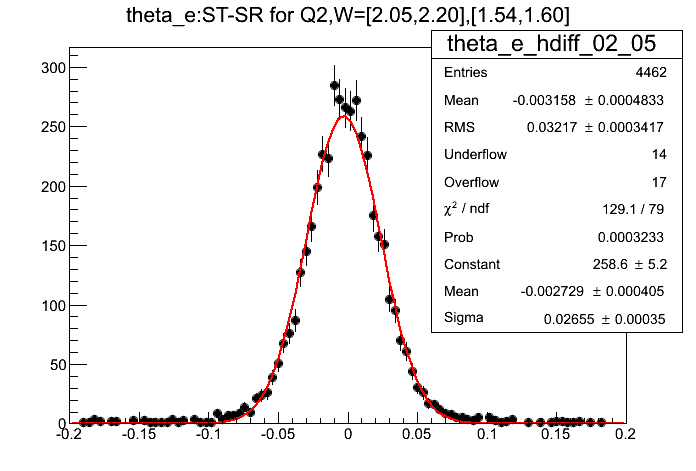 theta_e:ST-SR for Q2,W=[2.05,2.20],[1.54,1.60]
theta_e_hdiff_02_05
Entries 4462
Mean -0.003158 ± 0.0004833
RMS 0.03217 ± 0.0003417
Underflow 14
Overflow 17
χ² / ndf 129.1 / 79
Prob 0.0003233
Constant 258.6 ± 5.2
Mean -0.002729 ± 0.000405
Sigma 0.02655 ± 0.00035
300
250
200
150
100
50
0
-0.2 -0.15 -0.1 -0.05 0 0.05 0.1 0.15 0.2